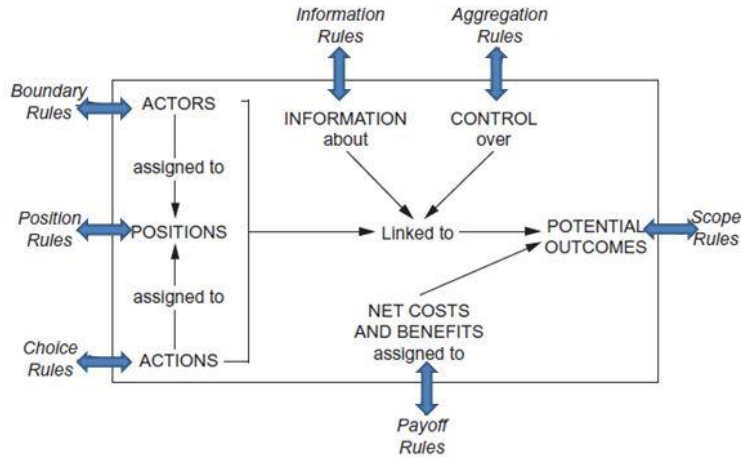 Information
Rules
Aggregation
Rules
Boundary
Rules
ACTORS
INFORMATION
about
CONTROL
over
assigned to
Position
Rules
POSITIONS
Linked to
POTENTIAL
OUTCOMES
Scope
Rules
assigned to
NET COSTS
AND BENEFITS
assigned to
Choice
Rules
ACTIONS
Payoff
Rules